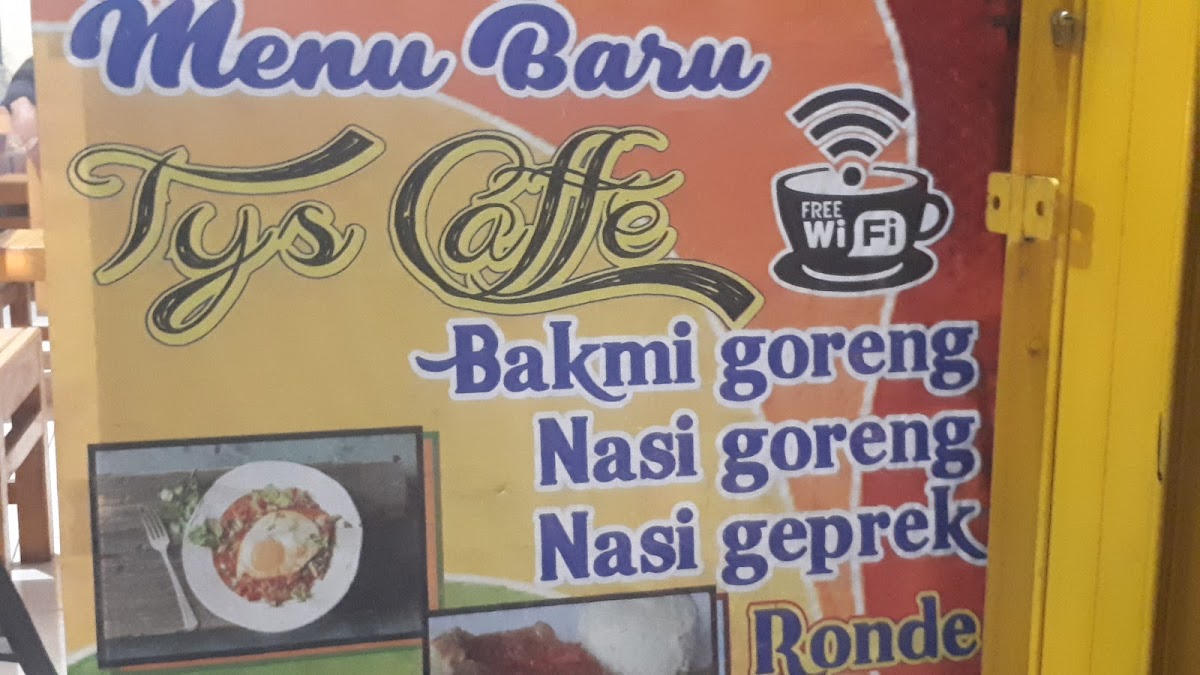 Menu Baru
Tys Caffe
FREE
WiFi
Bakmi goreng
Nasi goreng
Nasi geprek
Ronde